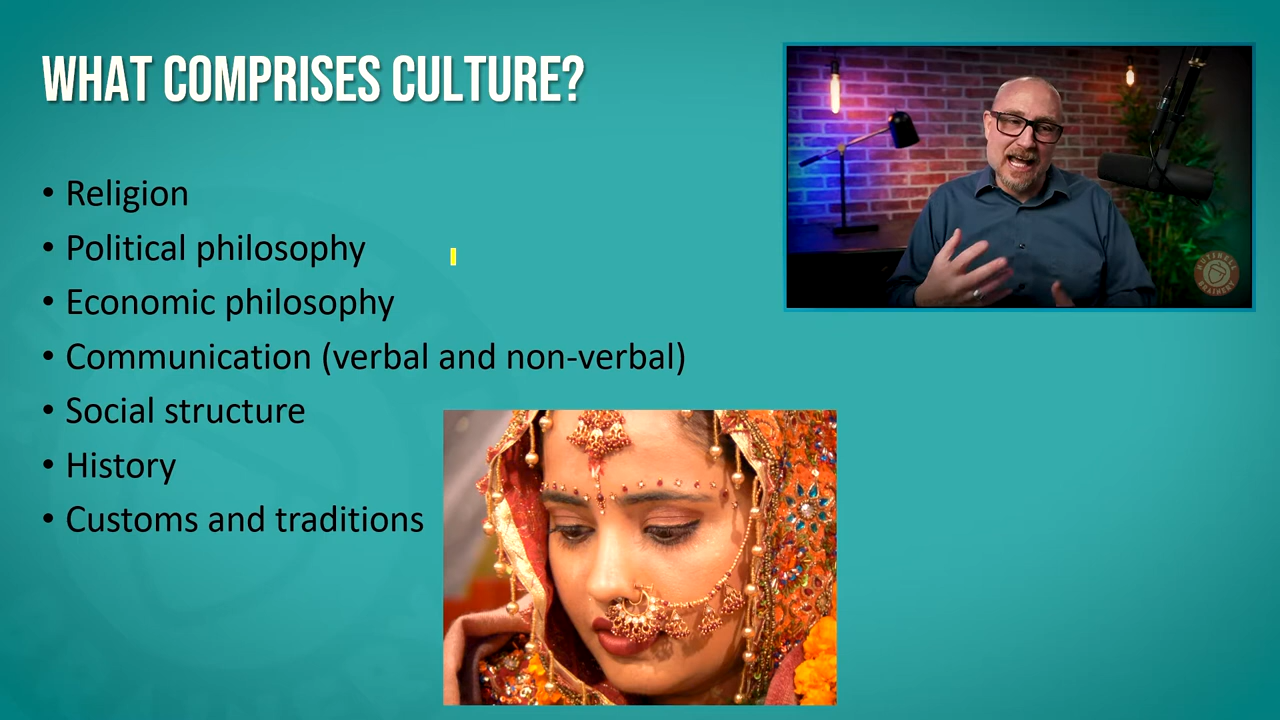 WHAT COMPRISES CULTURE?
• Religion
• Political philosophy
• Economic philosophy
• Communication (verbal and non-verbal)
• Social structure
• History
• Customs and traditions